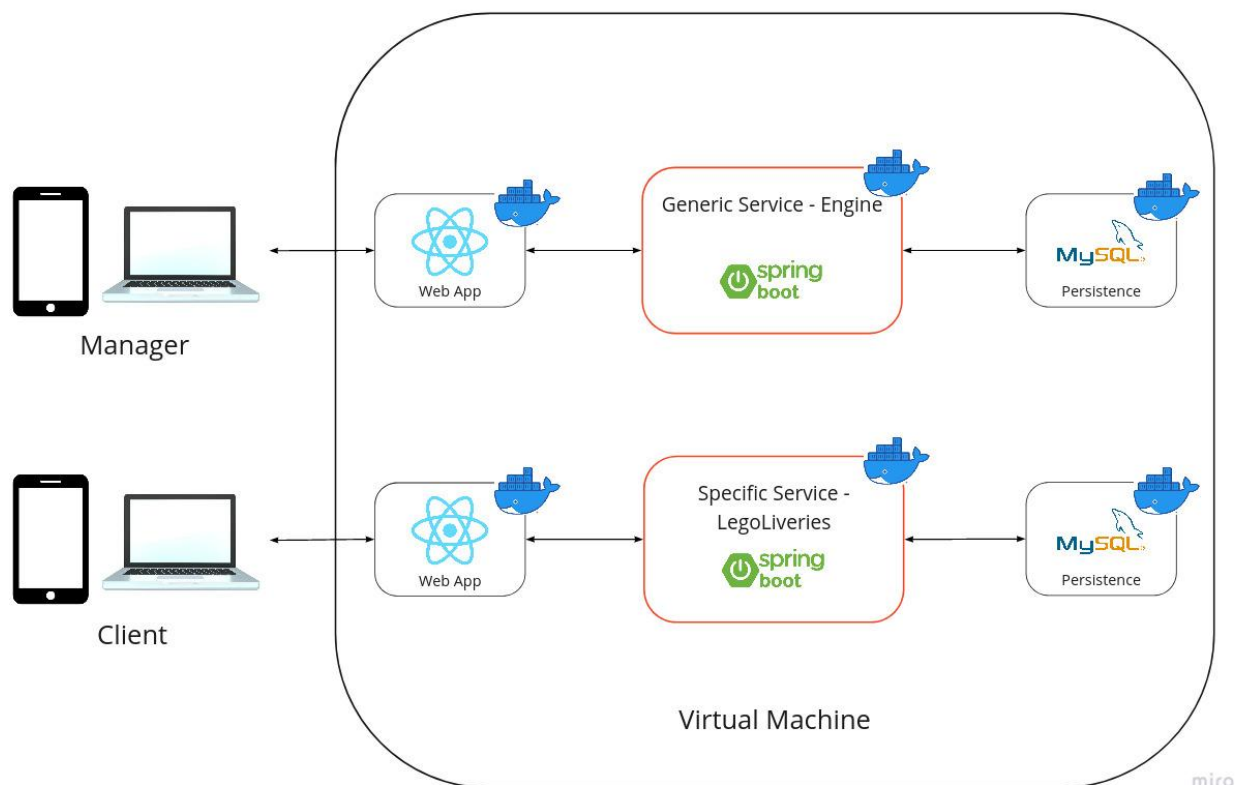 Generic Service - Engine
spring
boot
Web App
MySQL
Persistence
Manager
Specific Service -
LegoLiveries
spring
boot
Web App
MySQL
Persistence
Client
Virtual Machine
miro